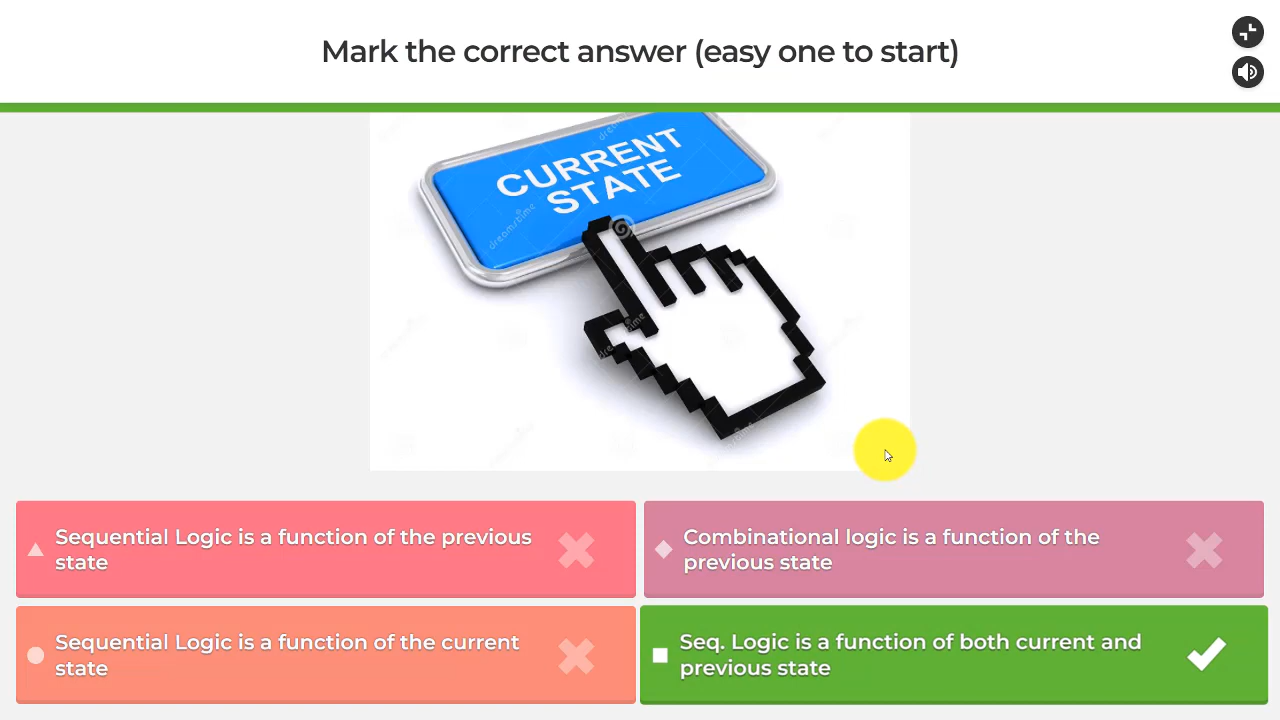 Mark the correct answer (easy one to start)
CURRENT
STATE
dreamstime
Sequential Logic is a function of the previous
state
Combinational logic is a function of the
previous state
Sequential Logic is a function of the current
state
Seq. Logic is a function of both current and
previous state